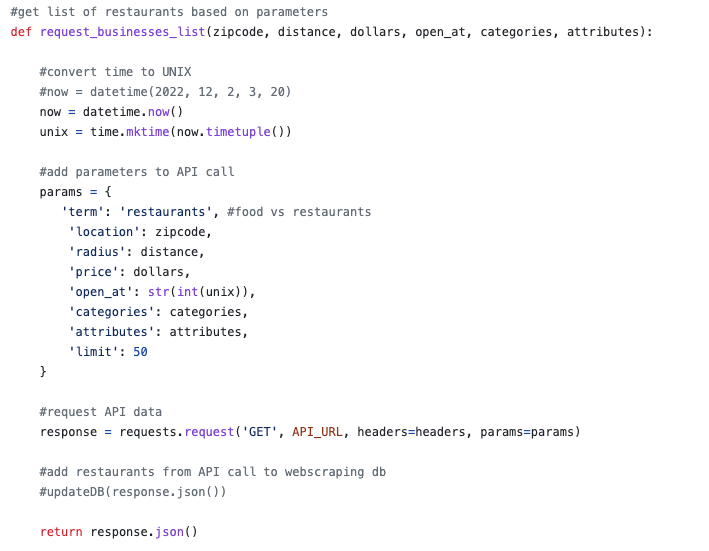 #get list of restaurants based on parameters
def request_businesses_list(zipcode, distance, dollars, open_at, categories, attributes):
    #convert time to UNIX
    #now = datetime(2022, 12, 2, 3, 20)
    now = datetime.now()
    unix = time.mktime(now.timetuple())
    #add parameters to API call
    params = {
       'term': 'restaurants', #food vs restaurants
        'location': zipcode,
        'radius': distance,
        'price': dollars,
        'open_at': str(int(unix)),
        'categories': categories,
        'attributes': attributes,
        'limit': 50
    }
    #request API data
    response = requests.request('GET', API_URL, headers=headers, params=params)
    #add restaurants from API call to webscraping db
    #updateDB(response.json())
    return response.json()